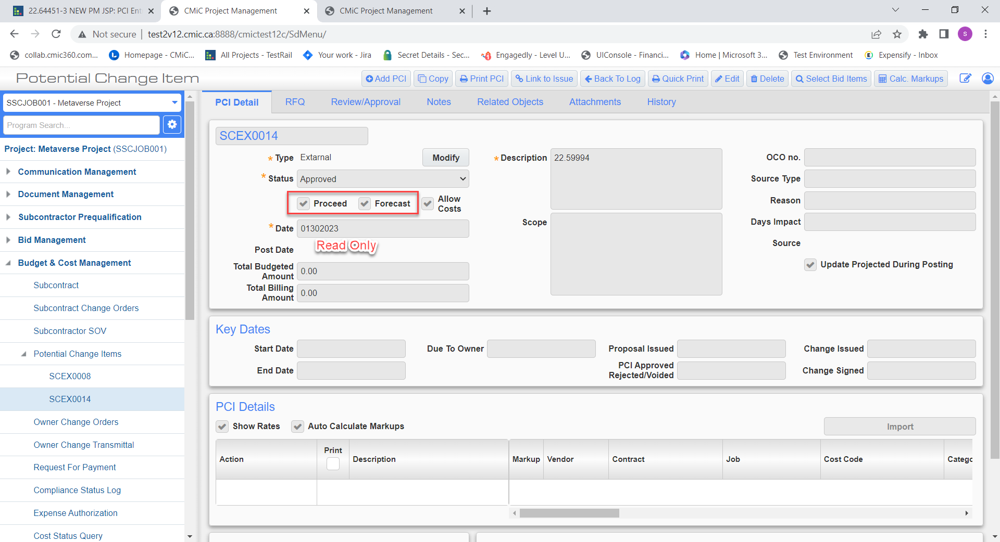 22.64451-3 NEW PM JSP: PCI Ent
CMiC Project Management
CMiC Project Management
Not secure
test2v12.cmic.ca:8888/cmictest12c/SdMenu/
s
collab.cmic360.com...
Homepage - CMiC...
All Projects - TestRail
Your work - Jira
Secret Details - Sec...
Engagedly - Level U...
UIConsole - Financi...
Home | Microsoft 3...
Test Environment
Expensify - Inbox
Potential Change Item
Add PCI
Copy
Print PCI
Link to Issue
Back To Log
Quick Print
Edit
Delete
Select Bid Items
Calc. Markups
SSCJOB001 - Metaverse Project
Program Search...
Project: Metaverse Project (SSCJOB001)
Communication Management
Document Management
Subcontractor Prequalification
Bid Management
Budget & Cost Management
Subcontract
Subcontract Change Orders
Subcontractor SOV
Potential Change Items
SCEX0008
SCEX0014
Owner Change Orders
Owner Change Transmittal
Request For Payment
Compliance Status Log
Expense Authorization
Cost Status Query
PCI Detail
RFQ
Review/Approval
Notes
Related Objects
Attachments
History
SCEX0014
* Type Extarnal
Modify
* Status Approved
Proceed
Forecast
Allow
Costs
* Date 01302023
Read Only
Post Date
Total Budgeted
Amount
0.00
Total Billing
Amount
0.00
* Description 22.59994
Scope
OCO no.
Source Type
Reason
Days Impact
Source
Update Projected During Posting
Key Dates
Start Date
Due To Owner
Proposal Issued
Change Issued
End Date
PCI Approved
Rejected/Voided
Change Signed
PCI Details
Show Rates
Auto Calculate Markups
Import
Action
Print
Description
Markup
Vendor
Contract
Job
Cost Code
Catego